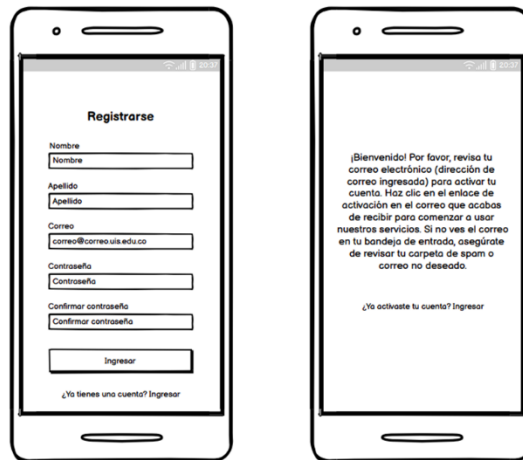 20:37
Registrarse
Nombre
Nombre
Apellido
Apellido
Correo
correo@correo.uis.edu.co
Contraseña
Contraseña
Confirmar contraseña
Confirmar contraseña
Ingresar
¿Ya tienes una cuenta? Ingresar
20:37
¡Bienvenido! Por favor, revisa tu
correo electrónico (dirección de
correo ingresada) para activar tu
cuenta. Haz clic en el enlace de
activación en el correo que acabas
de recibir para comenzar a usar
nuestros servicios. Si no ves el correo
en tu bandeja de entrada, asegúrate
de revisar tu carpeta de spam o
correo no deseado.
¿Ya activaste tu cuenta? Ingresar